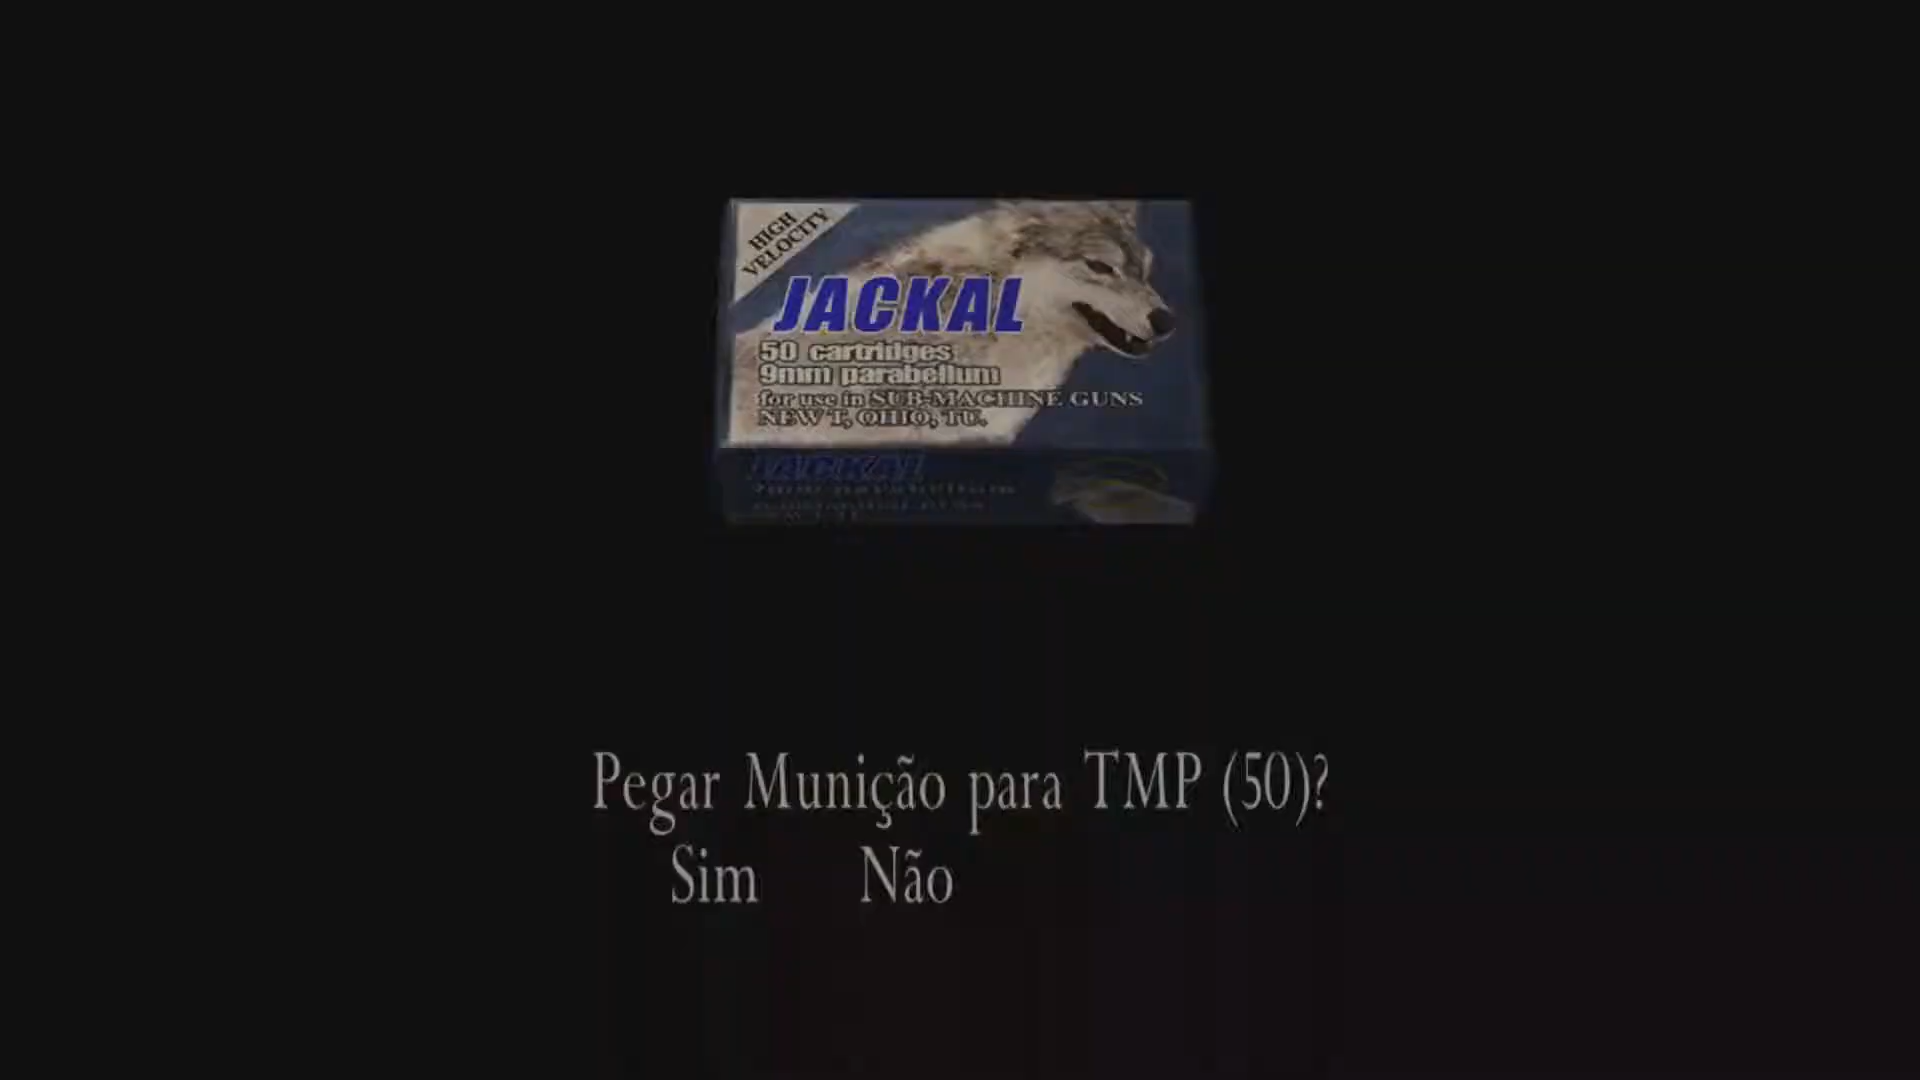 HIGH
VELOCITY
JACKAL
50 cartridges
9mm parabellum
for use in SUB-MACHINE GUNS
NEW T, OHIO, TU.
JACKAL
Pegar Munição para TMP (50)?
Sim Não